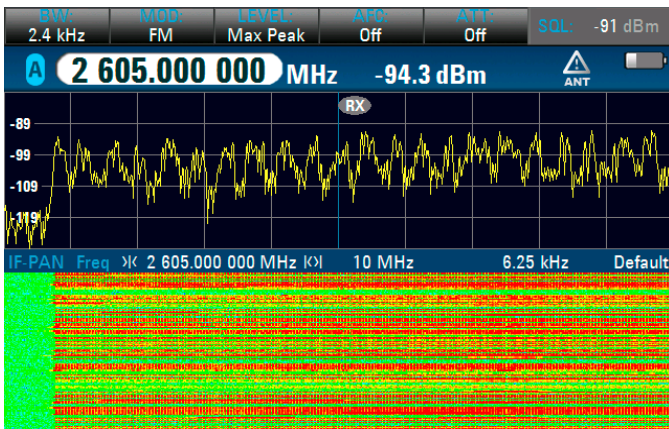 BW: MOD: LEVEL: AFC: ATT: SQL: -91 dBm
2.4 kHz FM Max Peak Off Off
A 2 605.000 000 MHz -94.3 dBm ANT
RX
-89
-99
-109
-119
IF-PAN Freq 2 605.000 000 MHz 10 MHz 6.25 kHz Default